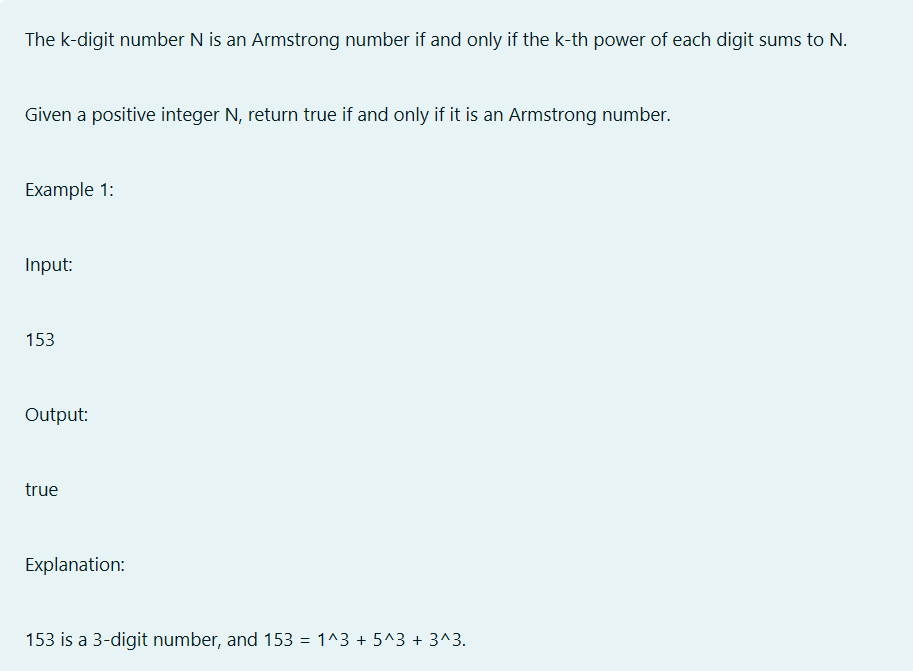 The k-digit number N is an Armstrong number if and only if the k-th power of each digit sums to N.
Given a positive integer N, return true if and only if it is an Armstrong number.
Example 1:
Input:
153
Output:
true
Explanation:
153 is a 3-digit number, and 153 = 1^3 + 5^3 + 3^3.